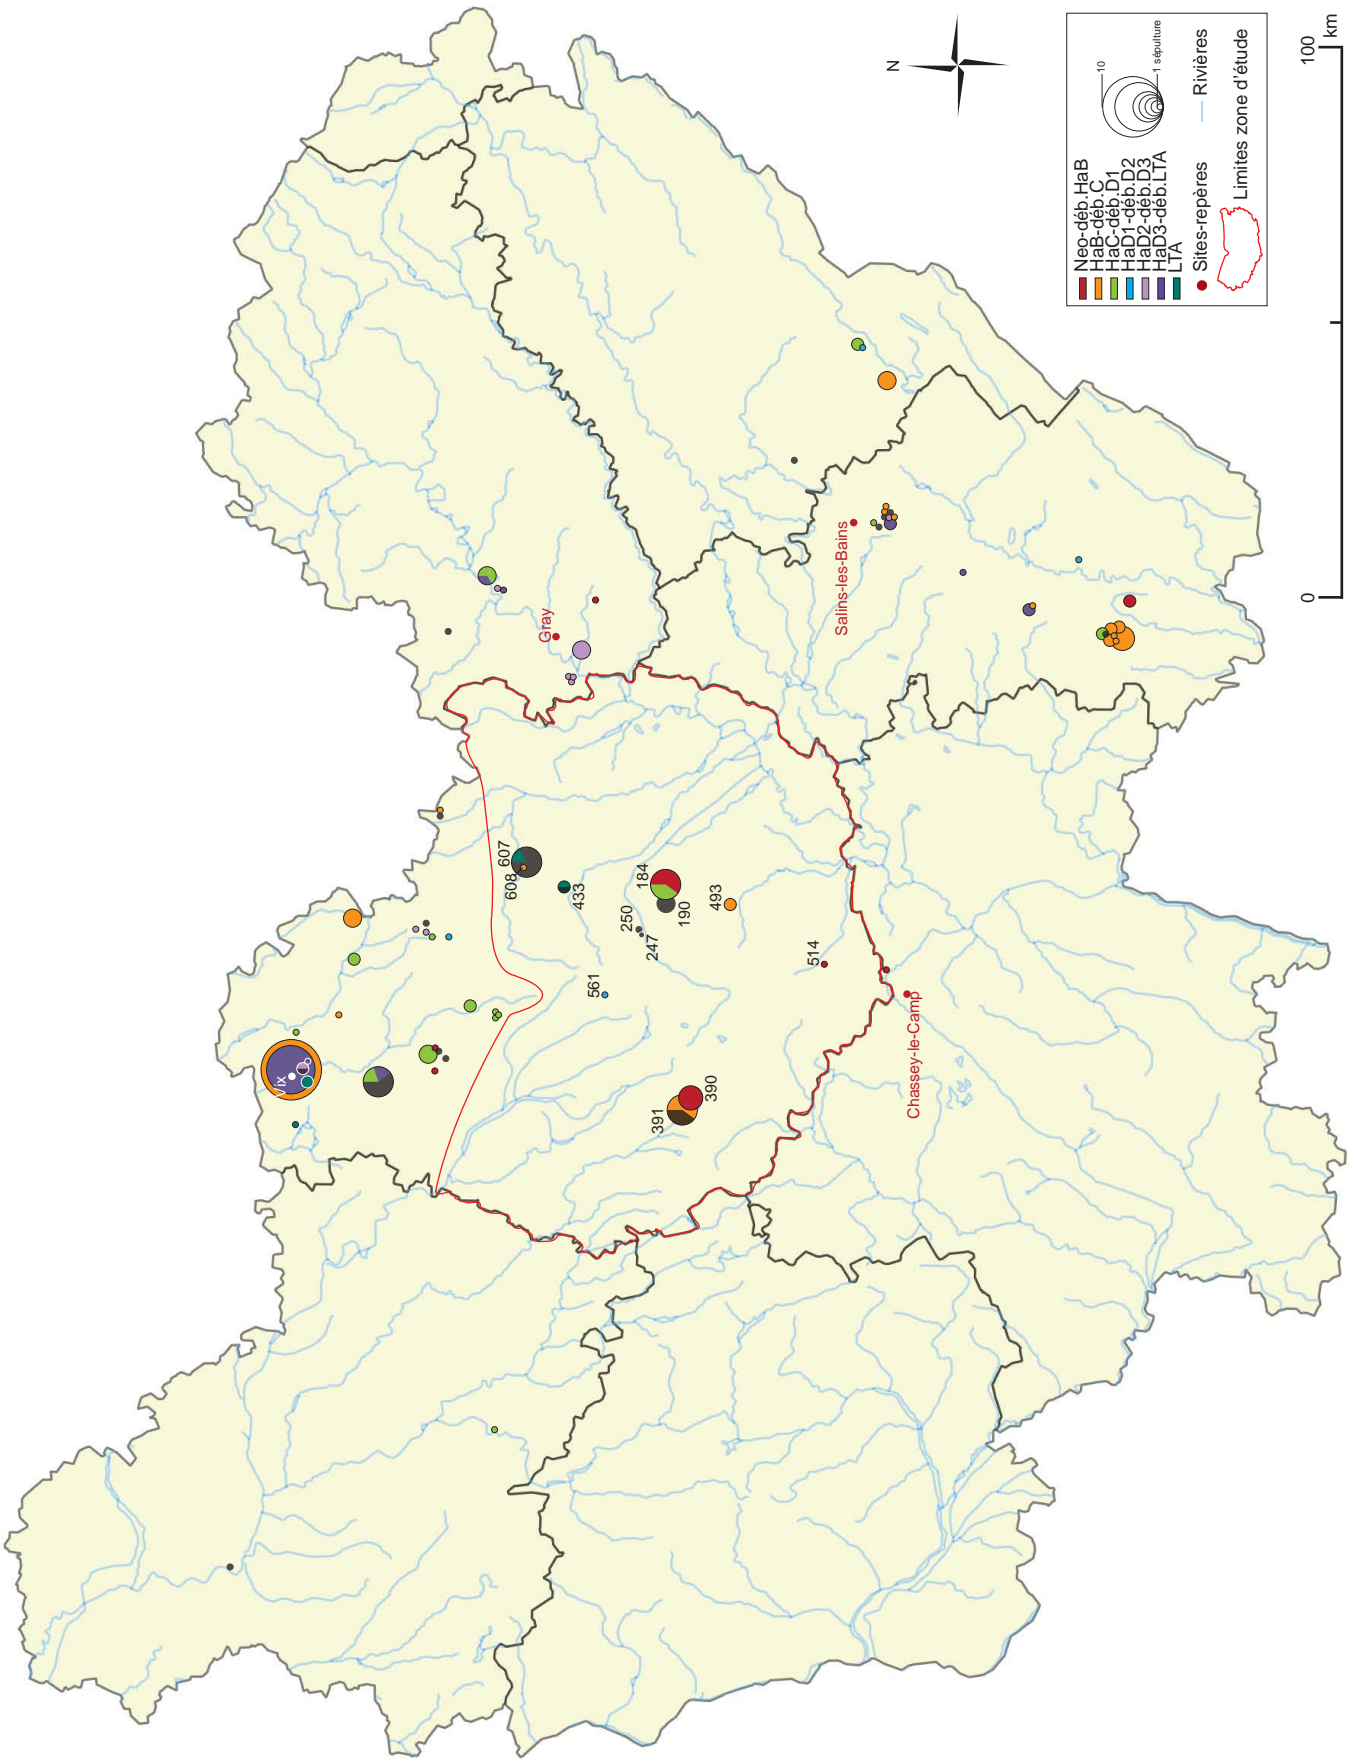 Vix
607
608
433
184
190
250
247
493
561
514
391
390
Gray
Salins-les-Bains
Chassey-le-Camp
N
Neo-déb.HaB
HaB-déb.C
HaC-déb.D1
HaD1-déb.D2
HaD2-déb.D3
HaD3-déb.LTA
LTA
10
1 sépulture
Sites-repères
Rivières
Limites zone d'étude
0
100
km